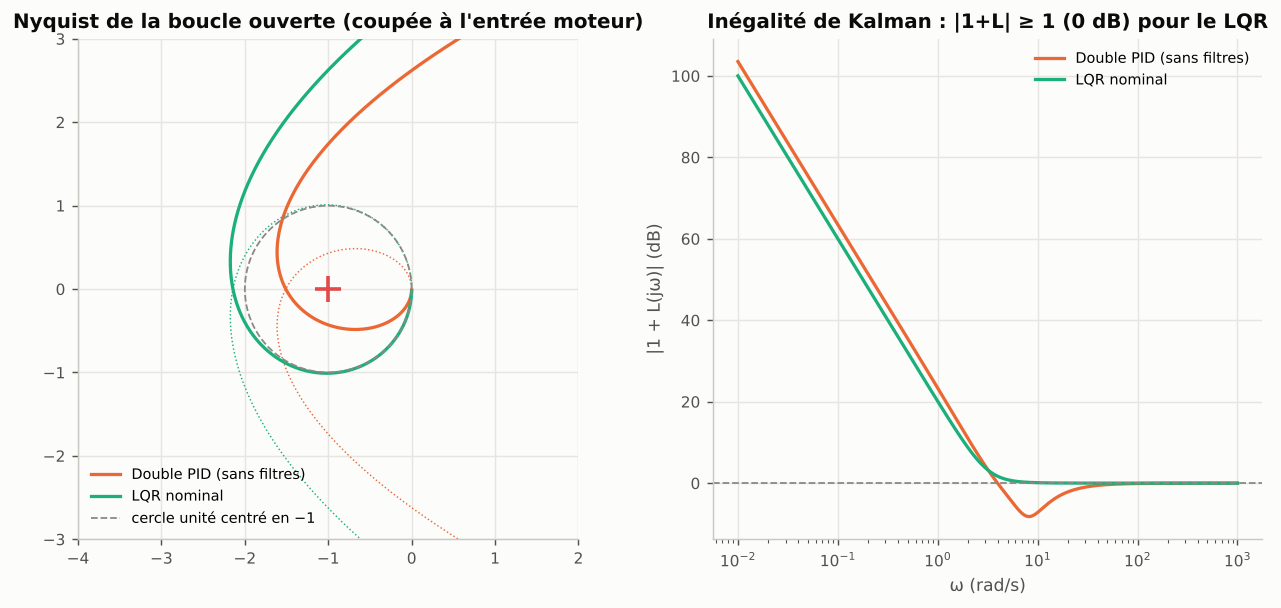 Nyquist de la boucle ouverte (coupée à l'entrée moteur)
3
2
1
0
−1
−2
−3
−4
−3
−2
−1
0
1
2
Double PID (sans filtres)
LQR nominal
cercle unité centré en −1
Inégalité de Kalman : |1+L| ≥ 1 (0 dB) pour le LQR
|1 + L(jω)| (dB)
100
80
60
40
20
0
10⁻²
10⁻¹
10⁰
10¹
10²
10³
ω (rad/s)
Double PID (sans filtres)
LQR nominal